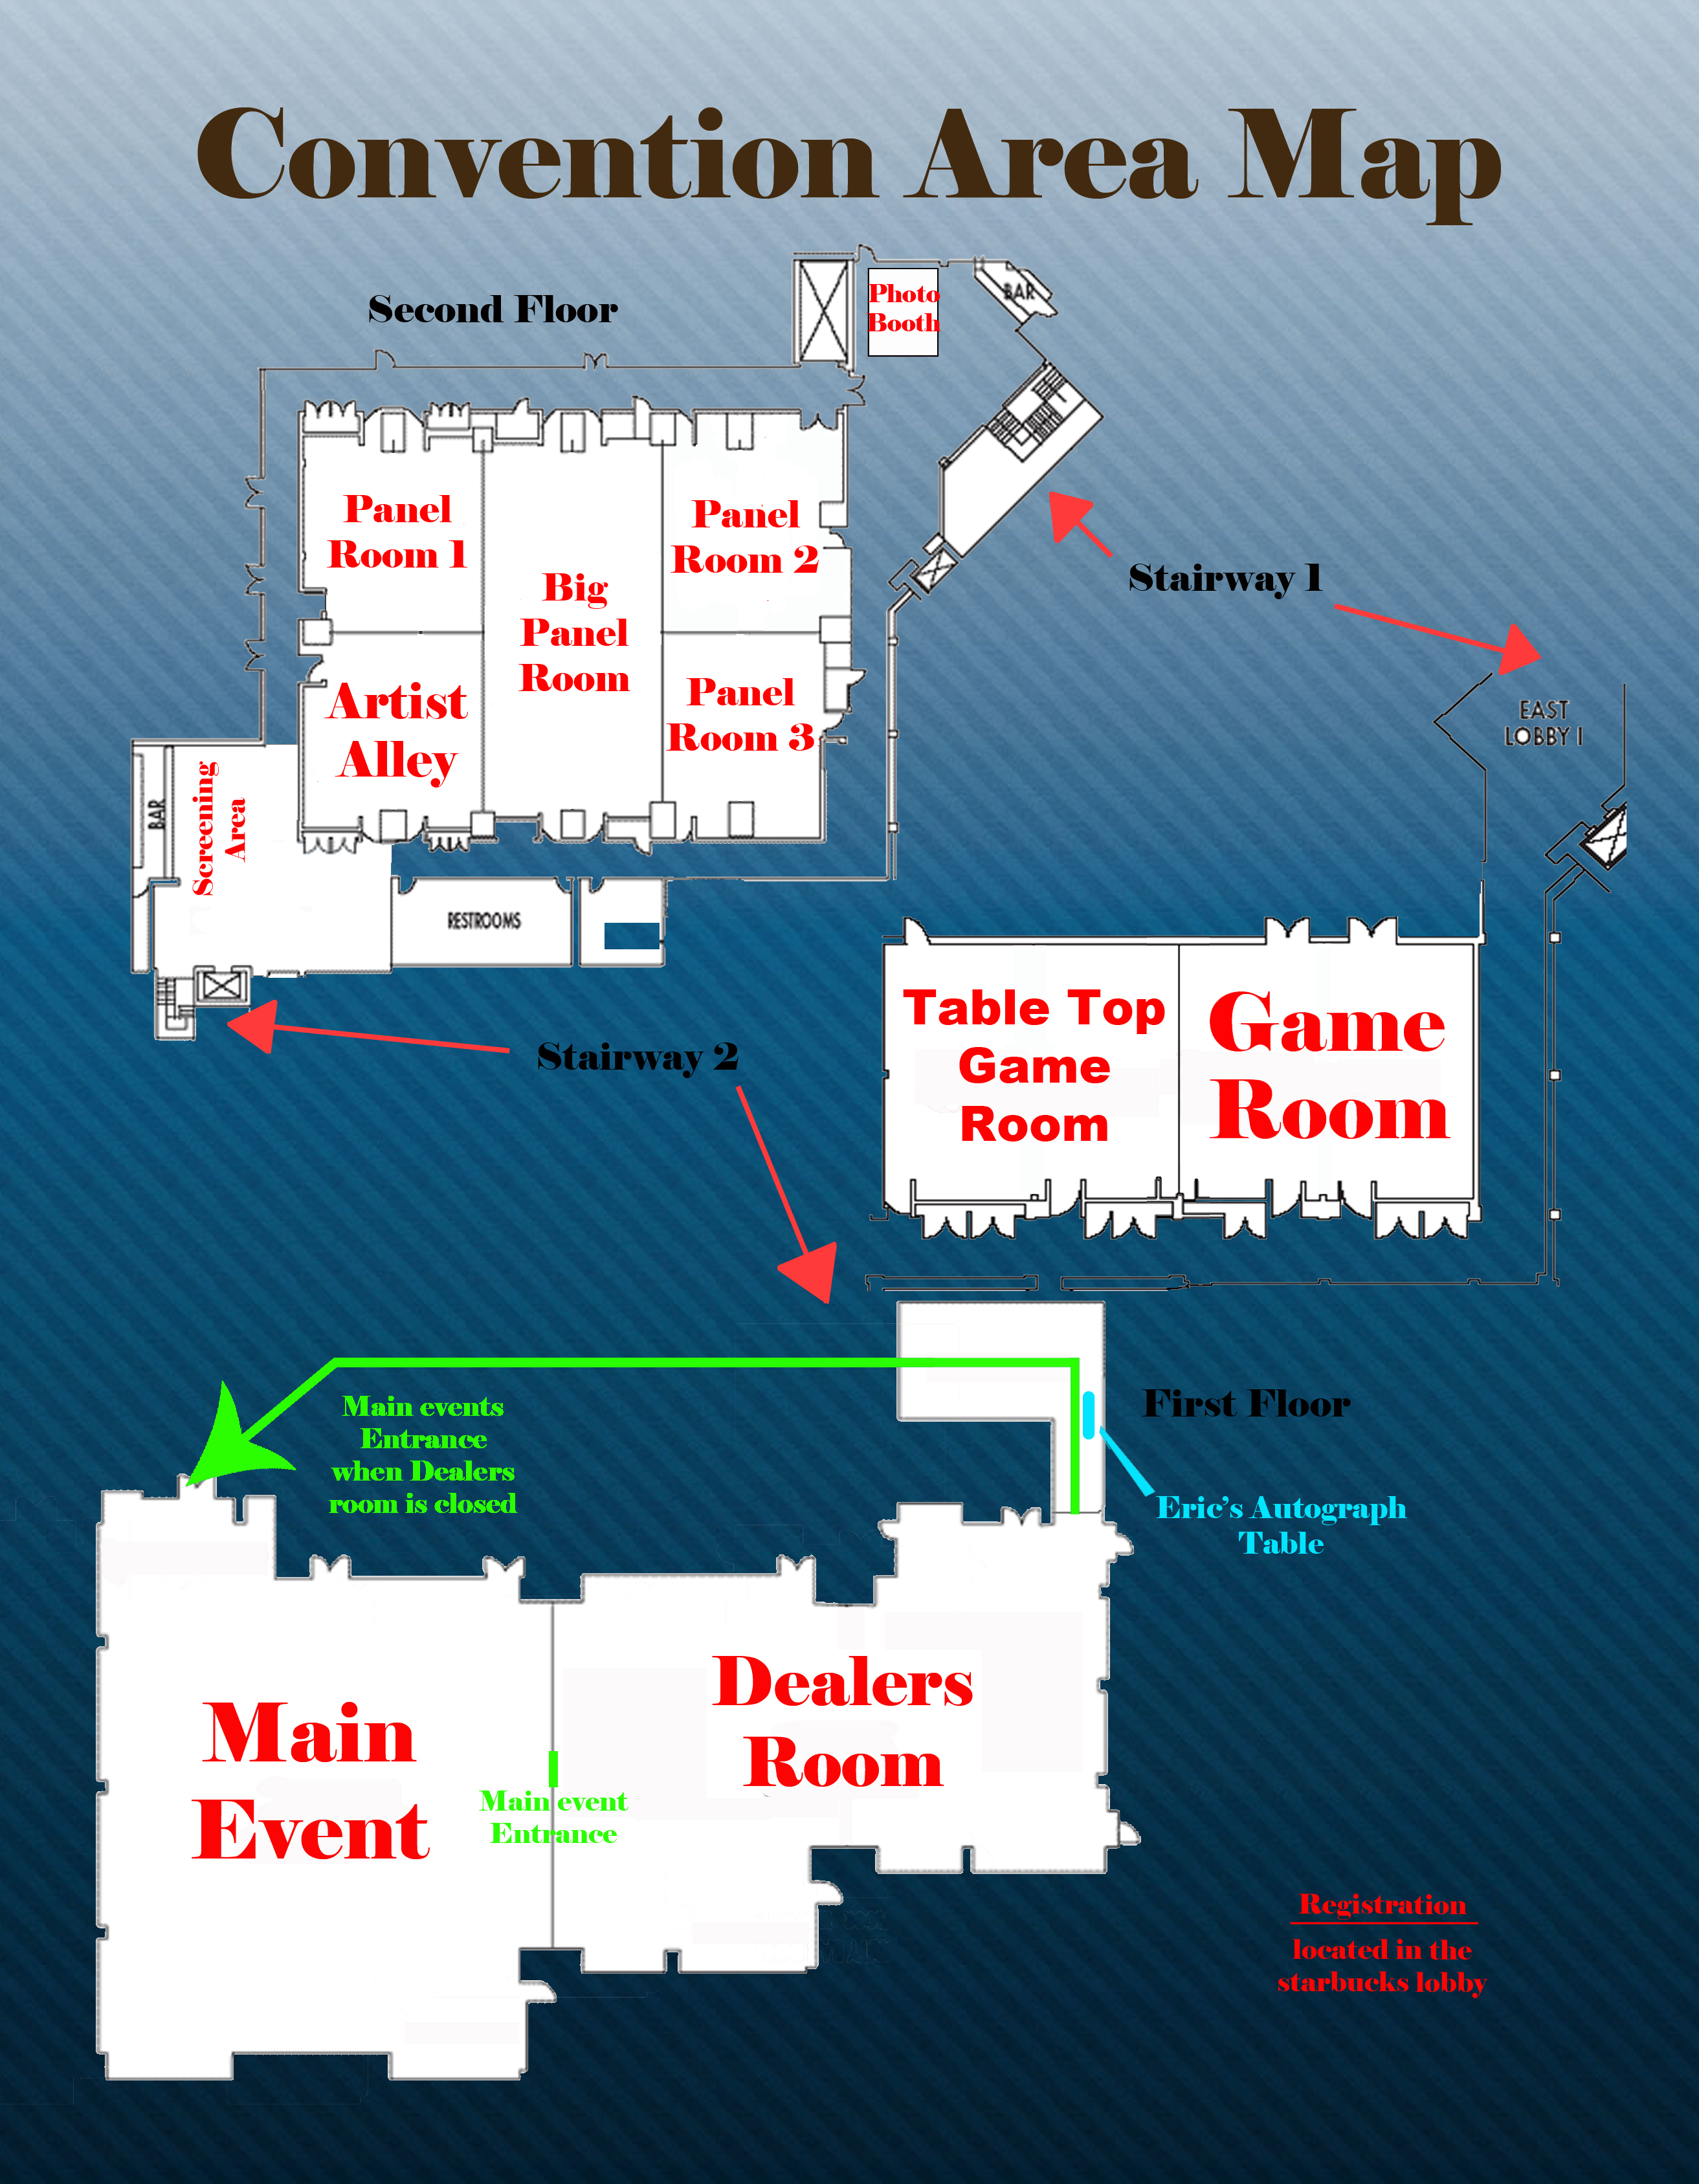 Convention Area Map
Second Floor
Photo
Booth
BAR
Panel
Room 1
Big
Panel
Room
Panel
Room 2
Stairway 1
Artist
Alley
Panel
Room 3
EAST
LOBBY I
BAR
Screening
Area
RESTROOMS
Stairway 2
Table Top
Game
Room
Game
Room
Main events
Entrance
when Dealers
room is closed
First Floor
Eric's Autograph
Table
Main
Event
Dealers
Room
Main event
Entrance
Registration
located in the
starbucks lobby